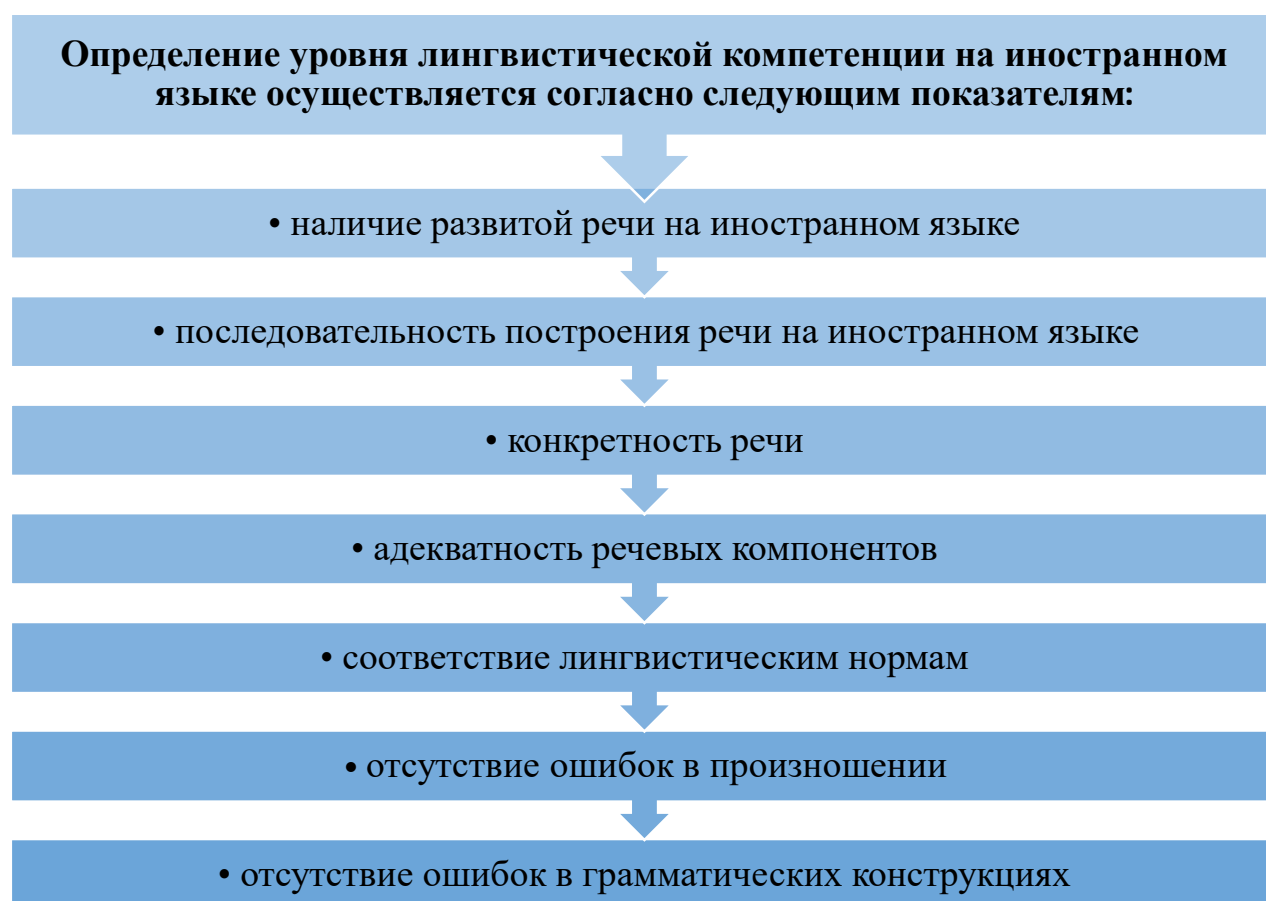 Определение уровня лингвистической компетенции на иностранном
языке осуществляется согласно следующим показателям:
• наличие развитой речи на иностранном языке
• последовательность построения речи на иностранном языке
• конкретность речи
• адекватность речевых компонентов
• соответствие лингвистическим нормам
• отсутствие ошибок в произношении
• отсутствие ошибок в грамматических конструкциях